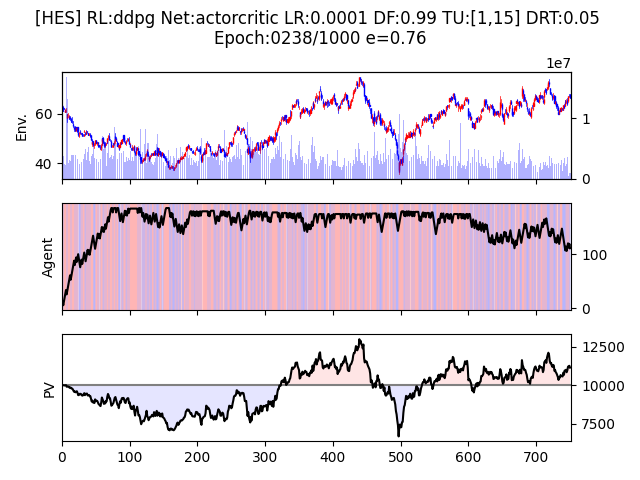 [HES] RL:ddpg Net:actorcritic LR:0.0001 DF:0.99 TU:[1,15] DRT:0.05
Epoch:0238/1000 e=0.76
1e7
Env.
60
40
1
0
Agent
100
0
PV
12500
10000
7500
0 100 200 300 400 500 600 700